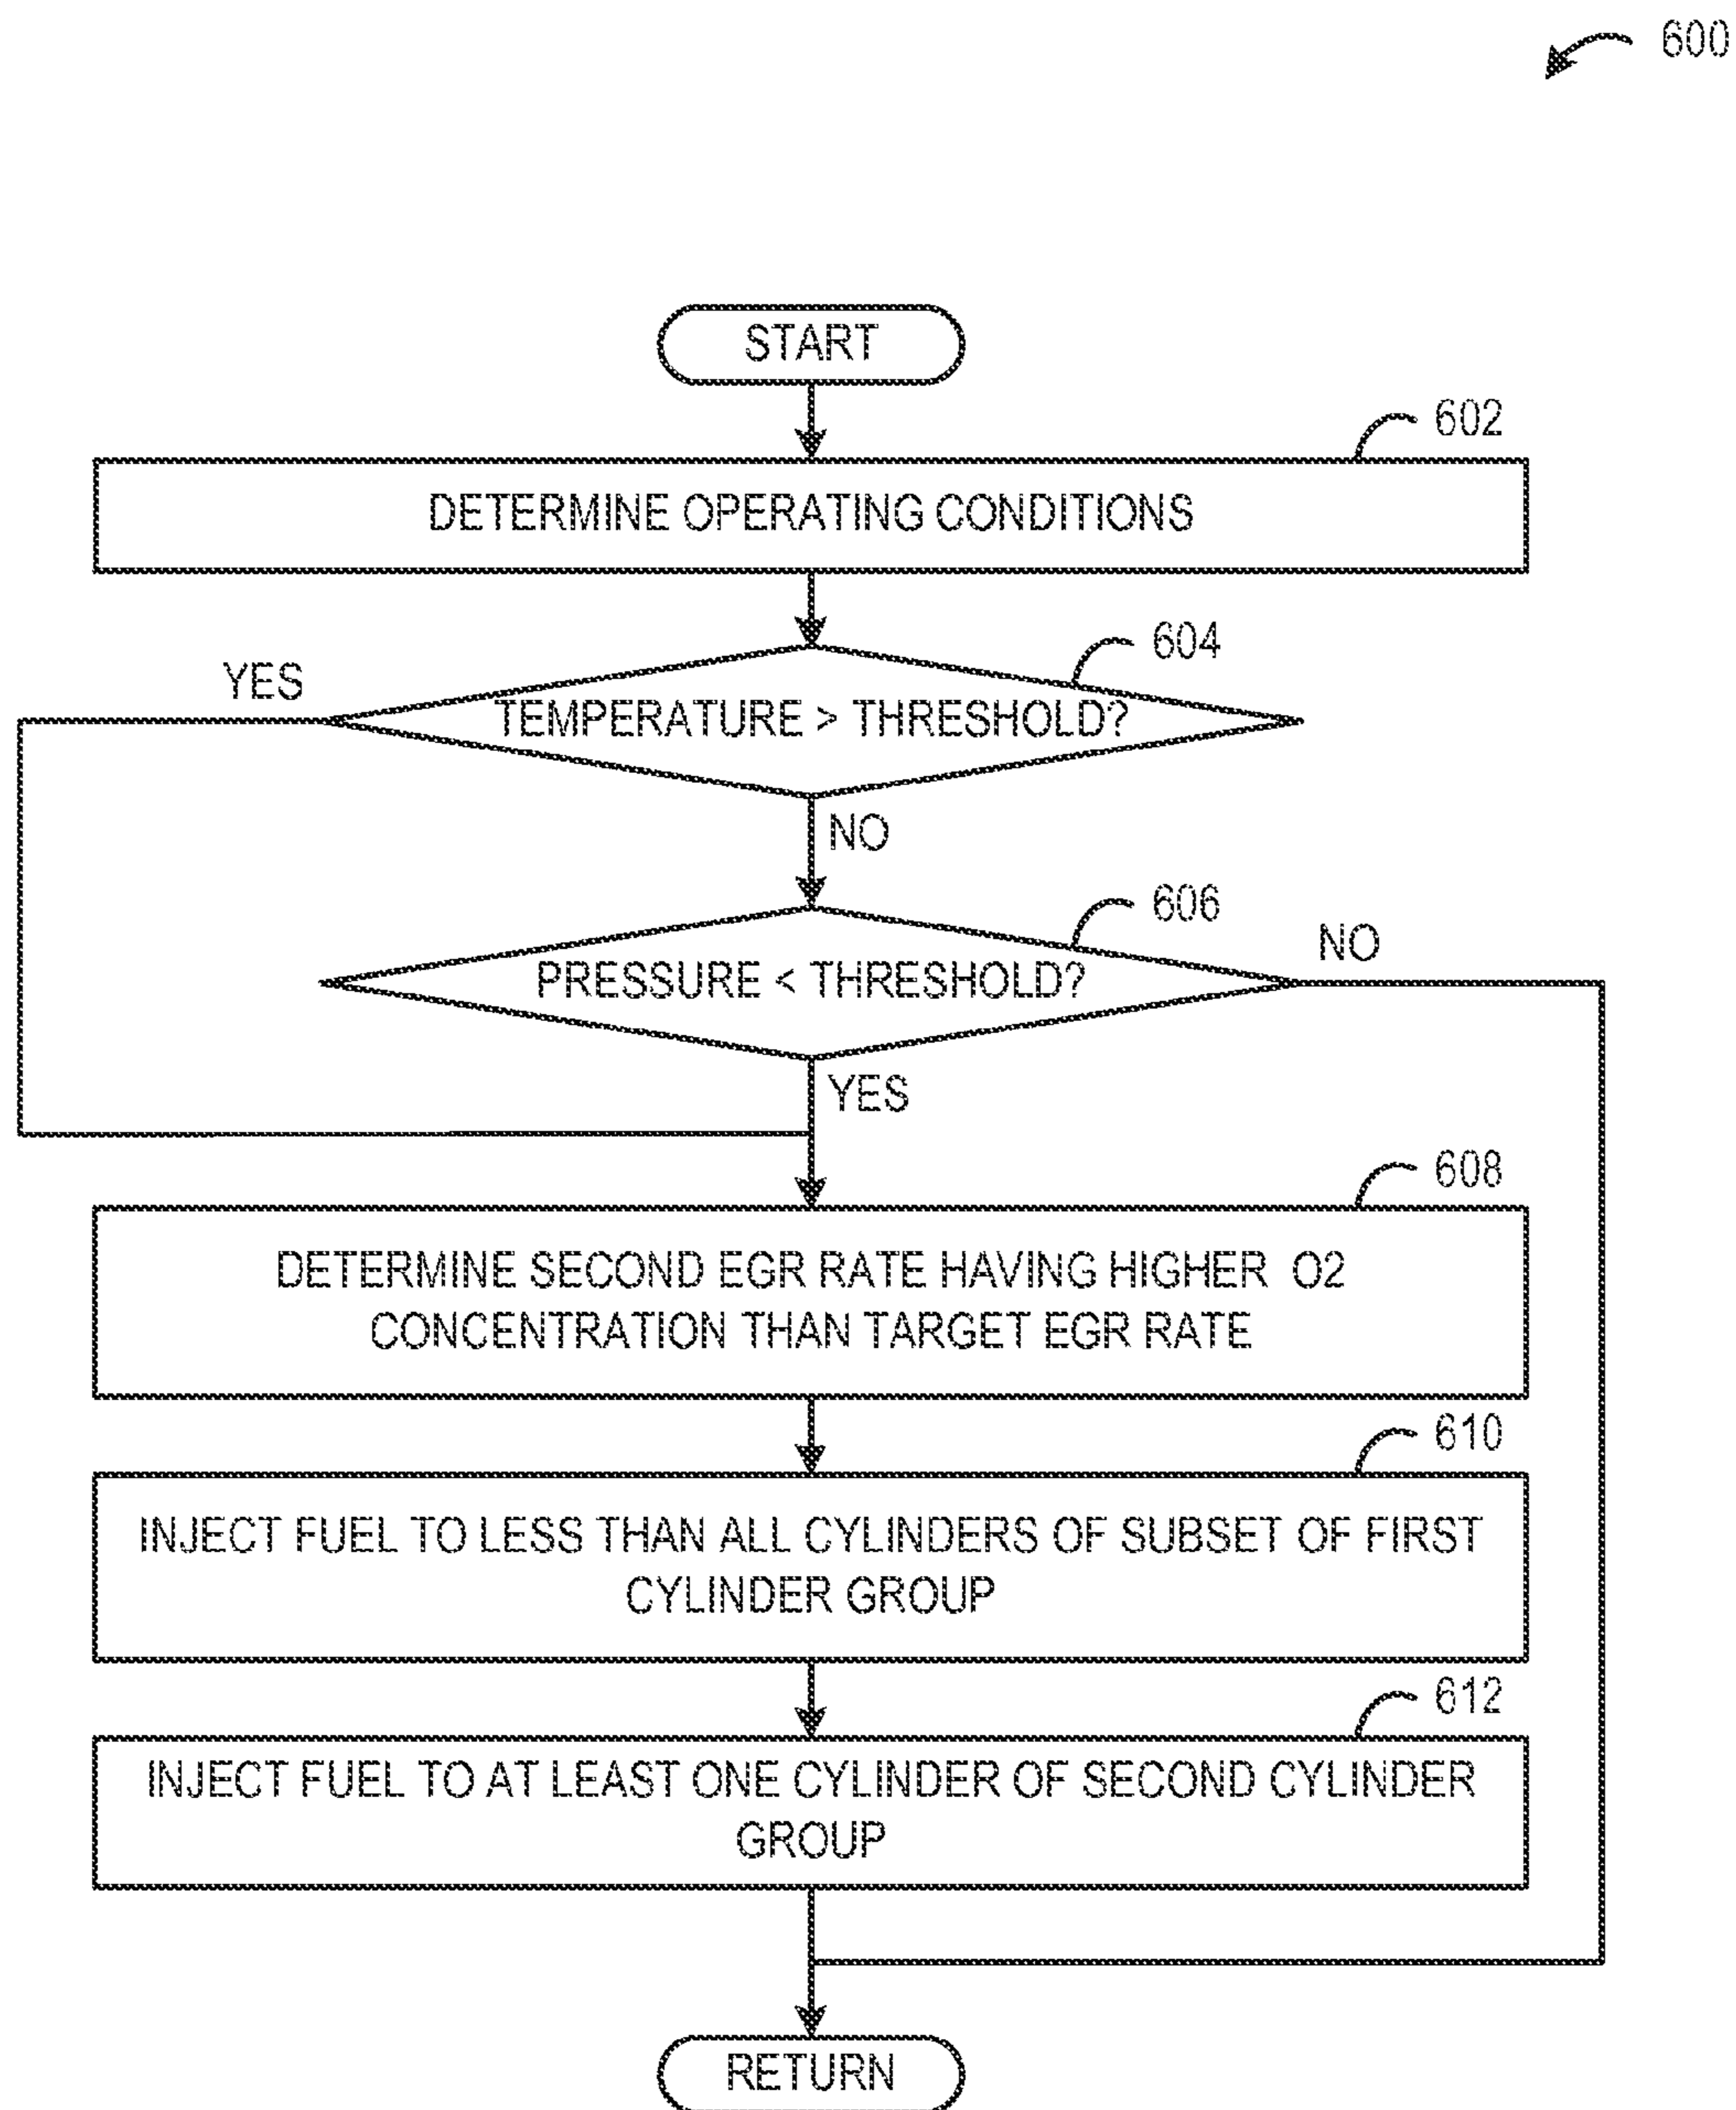 600
START
602
DETERMINE OPERATING CONDITIONS
604
YES
TEMPERATURE > THRESHOLD?
NO
606
NO
PRESSURE < THRESHOLD?
YES
608
DETERMINE SECOND EGR RATE HAVING HIGHER O2
CONCENTRATION THAN TARGET EGR RATE
610
INJECT FUEL TO LESS THAN ALL CYLINDERS OF SUBSET OF FIRST
CYLINDER GROUP
612
INJECT FUEL TO AT LEAST ONE CYLINDER OF SECOND CYLINDER
GROUP
RETURN